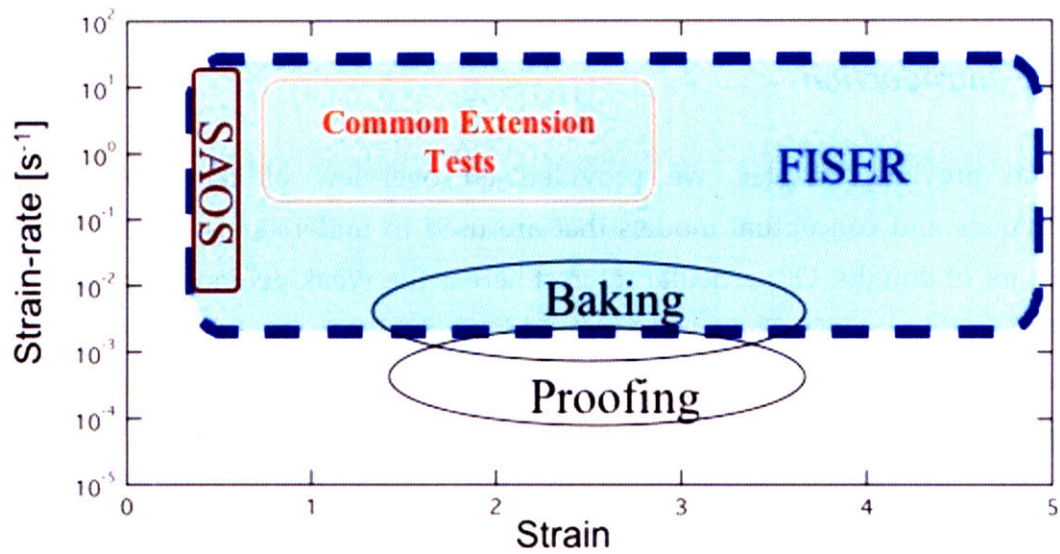 10² 
10¹
10⁰
10⁻¹
10⁻²
10⁻³
10⁻⁴
10⁻⁵
Strain-rate [s⁻¹]
SAOS
Common Extension
Tests
FISER
Baking
Proofing
0 1 2 3 4 5
Strain